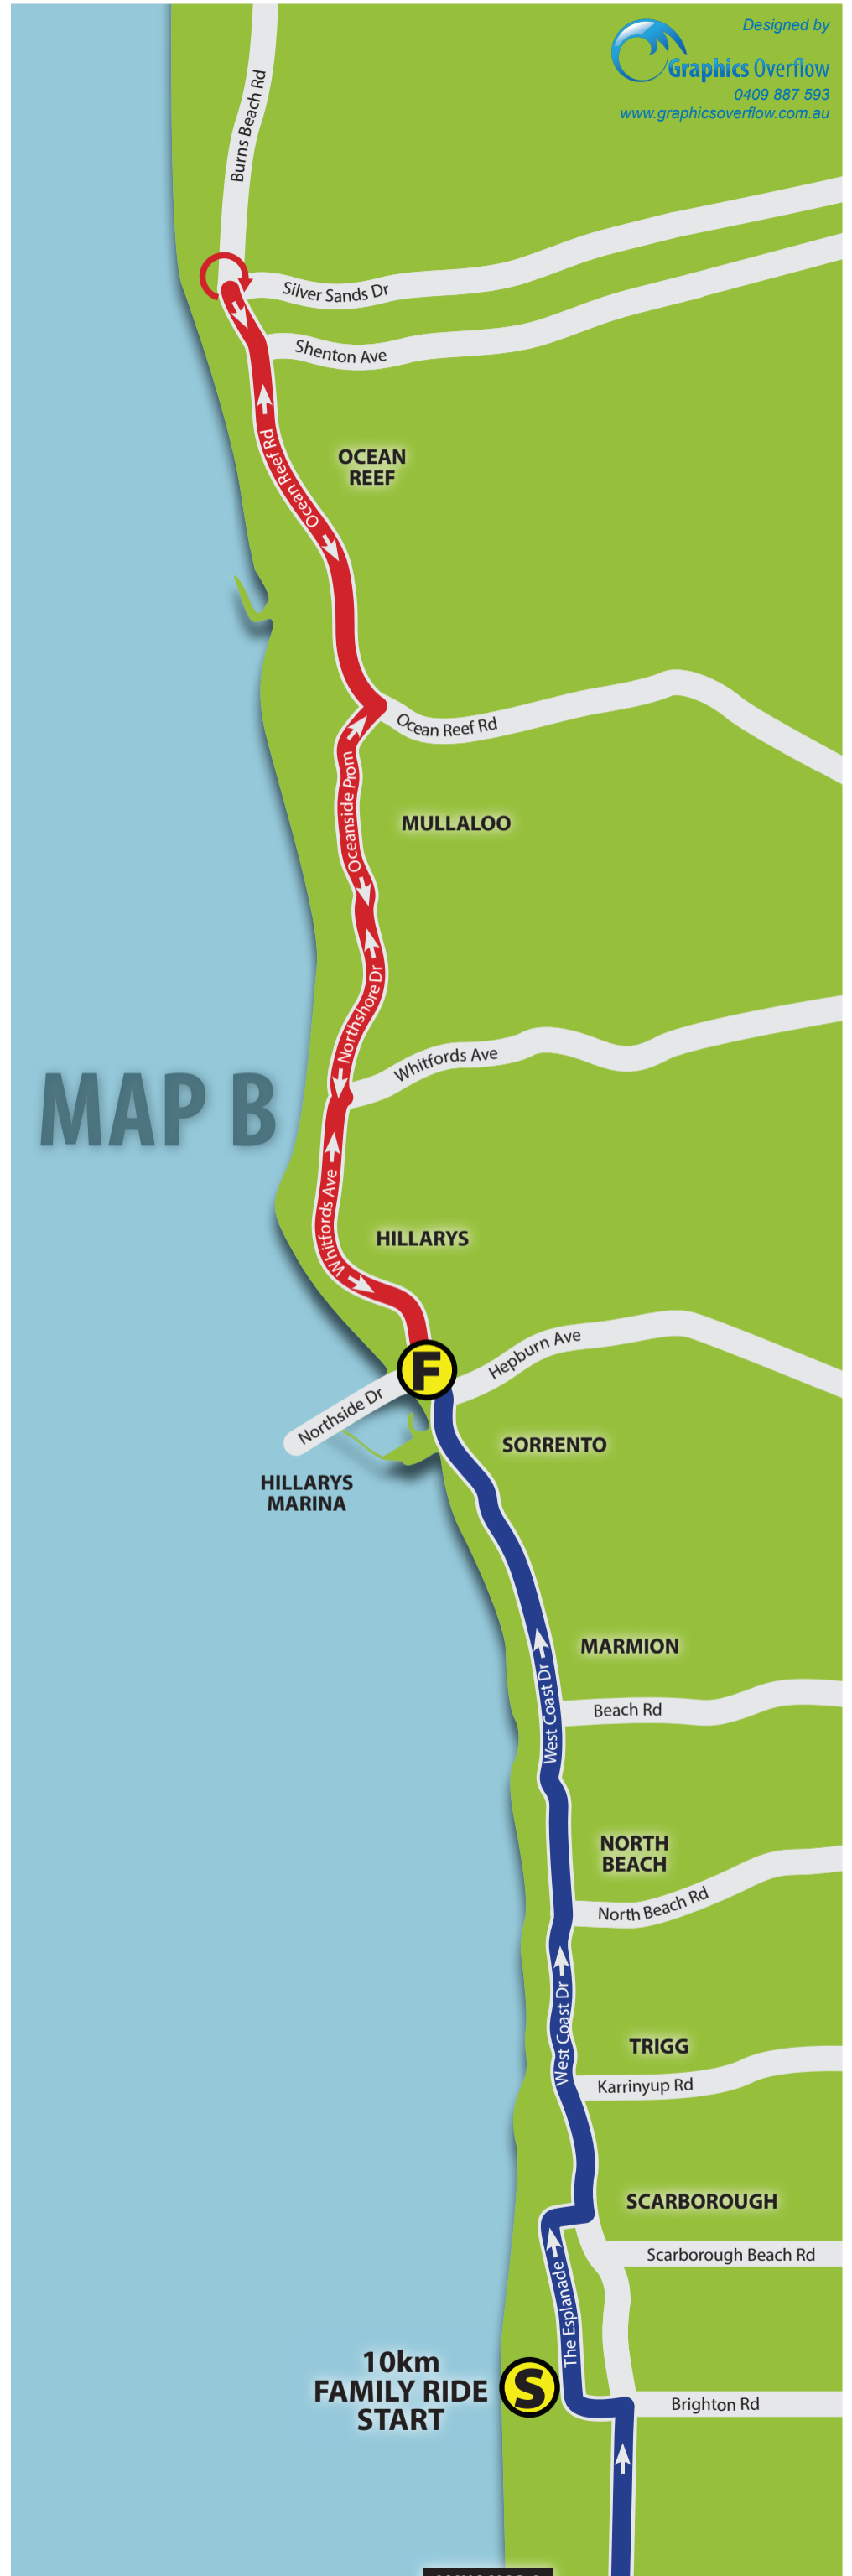 Designed by
Graphics Overflow
0409 887 593
www.graphicsoverflow.com.au
Burns Beach Rd
Silver Sands Dr
Shenton Ave
OCEAN
REEF
Ocean Reef Rd
Ocean Reef Rd
Oceanside Prom
MULLALOO
Northshore Dr
Whitfords Ave
MAP B
Whitfords Ave
HILLARYS
Hepburn Ave
F
Northside Dr
SORRENTO
HILLARYS
MARINA
MARMION
West Coast Dr
Beach Rd
NORTH
BEACH
North Beach Rd
West Coast Dr
TRIGG
Karrinyup Rd
SCARBOROUGH
Scarborough Beach Rd
The Esplanade
10km
FAMILY RIDE
START
S
Brighton Rd